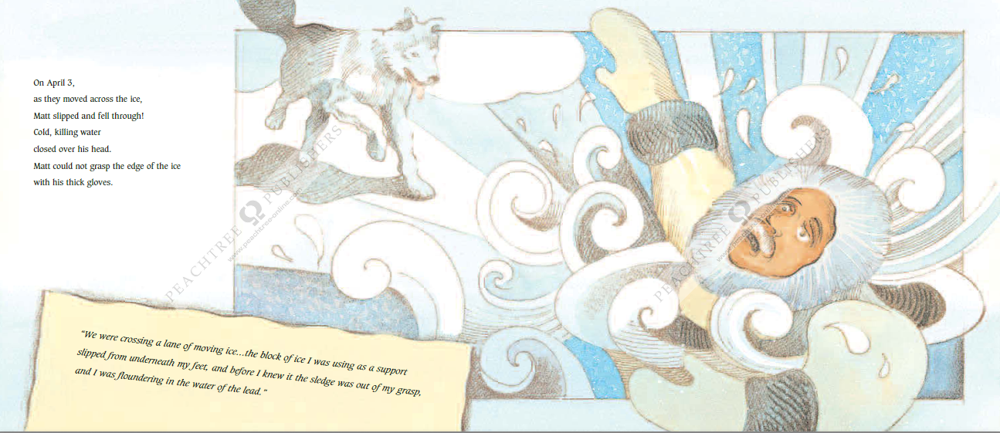 On April 3,
as they moved across the ice,
Matt slipped and fell through!
Cold, killing water
closed over his head.
Matt could not grasp the edge of the ice
with his thick gloves.
PEACHTREE PUBLISHERS
www.peachtreeonline.com
PEACHTREE PUBLISHERS
www.peachtreeonline.com
"We were crossing a lane of moving ice...the block of ice I was using as a support
slipped from underneath my feet, and before I knew it the sledge was out of my grasp,
and I was floundering in the water of the lead."